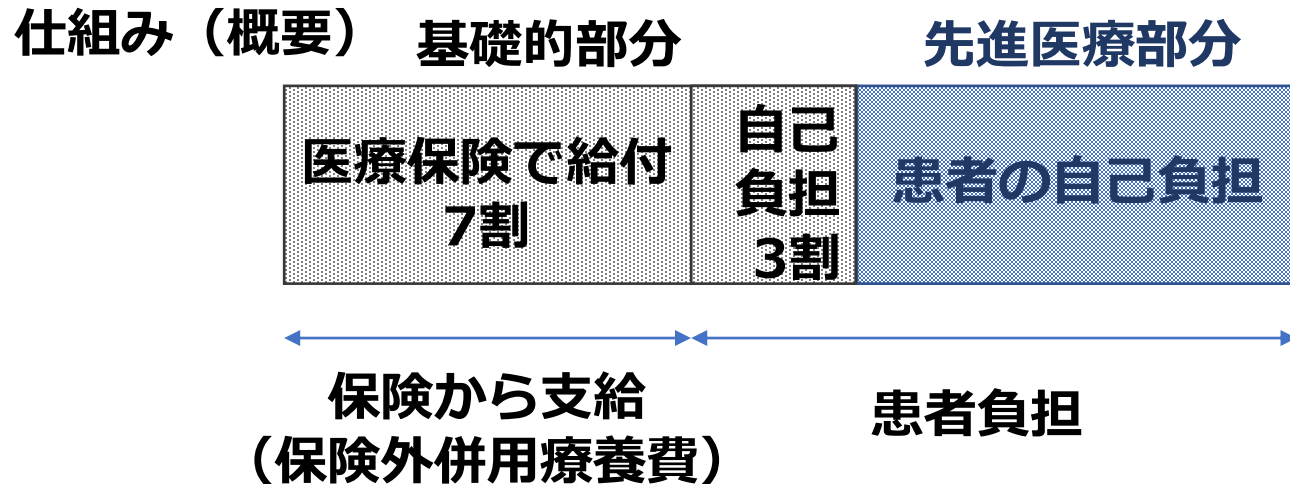 仕組み（概要）
基礎的部分
先進医療部分
医療保険で給付
7割
自己
負担
3割
患者の自己負担
保険から支給
（保険外併用療養費）
患者負担